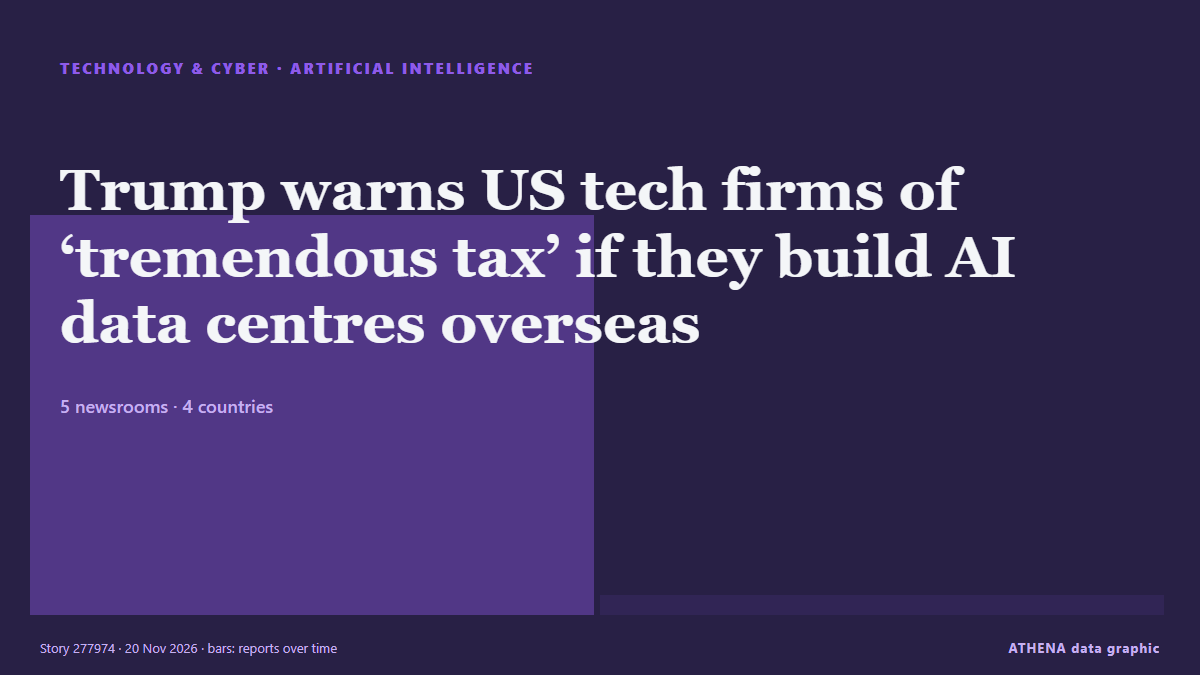 TECHNOLOGY & CYBER · ARTIFICIAL INTELLIGENCE
Trump warns US tech firms of
‘tremendous tax’ if they build AI
data centres overseas
5 newsrooms · 4 countries
Story 277974 · 20 Nov 2026 · bars: reports over time
ATHENA data graphic